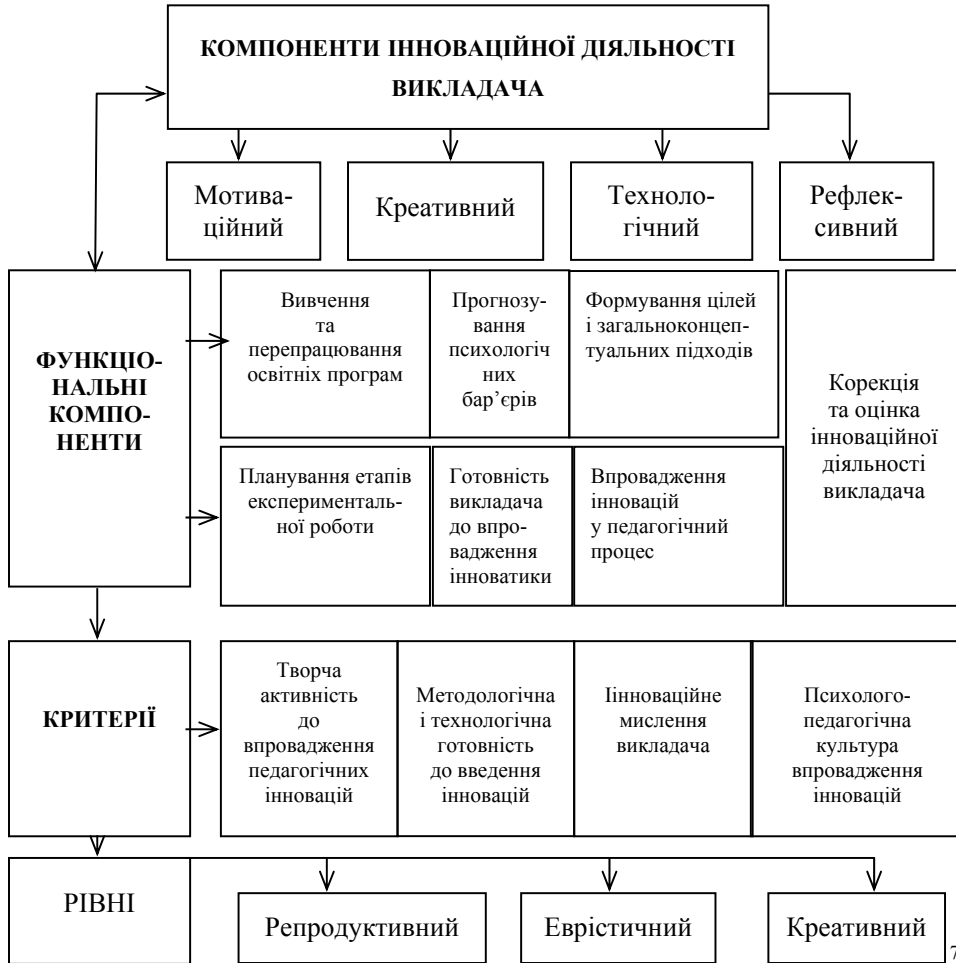 КОМПОНЕНТИ ІННОВАЦІЙНОЇ ДІЯЛЬНОСТІ
ВИКЛАДАЧА
Мотива-
ційний
Креативний
Техноло-
гічний
Рефлек-
сивний
ФУНКЦІО-
НАЛЬНІ
КОМПО-
НЕНТИ
Вивчення
та
перепрацювання
освітніх програм
Прогнозу-
вання
психологіч
них
бар’єрів
Формування цілей
і загальноконцеп-
туальних підходів
Корекція
та оцінка
інноваційної
діяльності
викладача
Планування етапів
эксперименталь-
ної роботи
Готовність
викладача
до впро-
вадження
інноватики
Впровадження
інновацій
у педагогічний
процес
КРИТЕРІЇ
Творча
активність
до
впровадження
педагогічних
інновацій
Методологічна
і технологічна
готовність
до введення
інновацій
Іінноваційне
мислення
викладача
Психолого-
педагогічна
культура
впровадження
інновацій
РІВНІ
Репродуктивний
Еврістичний
Креативний
7